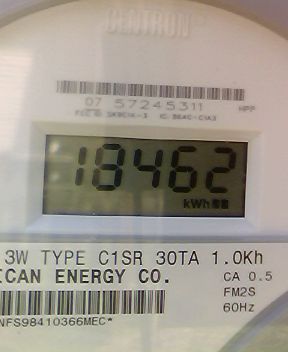 CENTRON
07 57245311
18462
kWh
3W TYPE C1SR 30TA 1.0Kh
ICAN ENERGY CO.
CA 0.5
FM2S
60Hz
NFS98410366MEC*